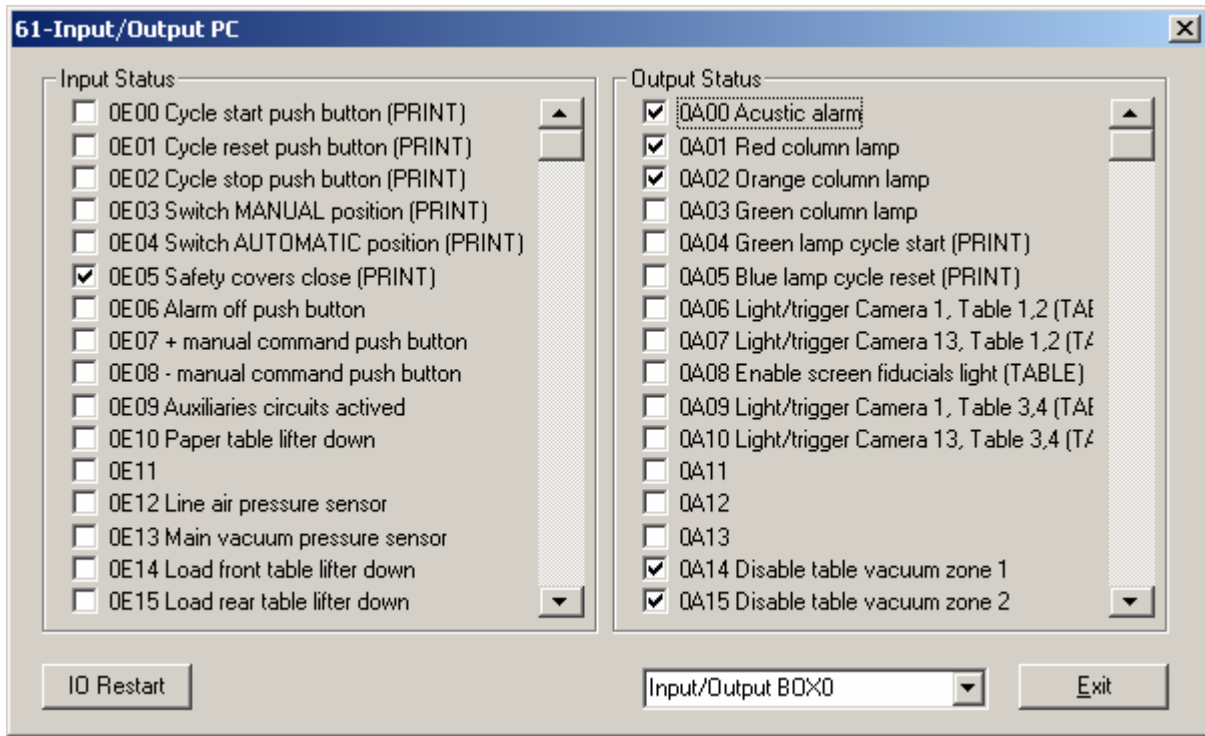 61-Input/Output PC
Input Status
0E00 Cycle start push button (PRINT)
0E01 Cycle reset push button (PRINT)
0E02 Cycle stop push button (PRINT)
0E03 Switch MANUAL position (PRINT)
0E04 Switch AUTOMATIC position (PRINT)
0E05 Safety covers close (PRINT)
0E06 Alarm off push button
0E07 + manual command push button
0E08 - manual command push button
0E09 Auxiliaries circuits actived
0E10 Paper table lifter down
0E11
0E12 Line air pressure sensor
0E13 Main vacuum pressure sensor
0E14 Load front table lifter down
0E15 Load rear table lifter down
Output Status
0A00 Acustic alarm
0A01 Red column lamp
0A02 Orange column lamp
0A03 Green column lamp
0A04 Green lamp cycle start (PRINT)
0A05 Blue lamp cycle reset (PRINT)
0A06 Light/trigger Camera 1, Table 1,2 (TAB
0A07 Light/trigger Camera 13, Table 1,2 (TA
0A08 Enable screen fiducials light (TABLE)
0A09 Light/trigger Camera 1, Table 3,4 (TAB
0A10 Light/trigger Camera 13, Table 3,4 (TA
0A11
0A12
0A13
0A14 Disable table vacuum zone 1
0A15 Disable table vacuum zone 2
IO Restart
Input/Output BOX0
Exit